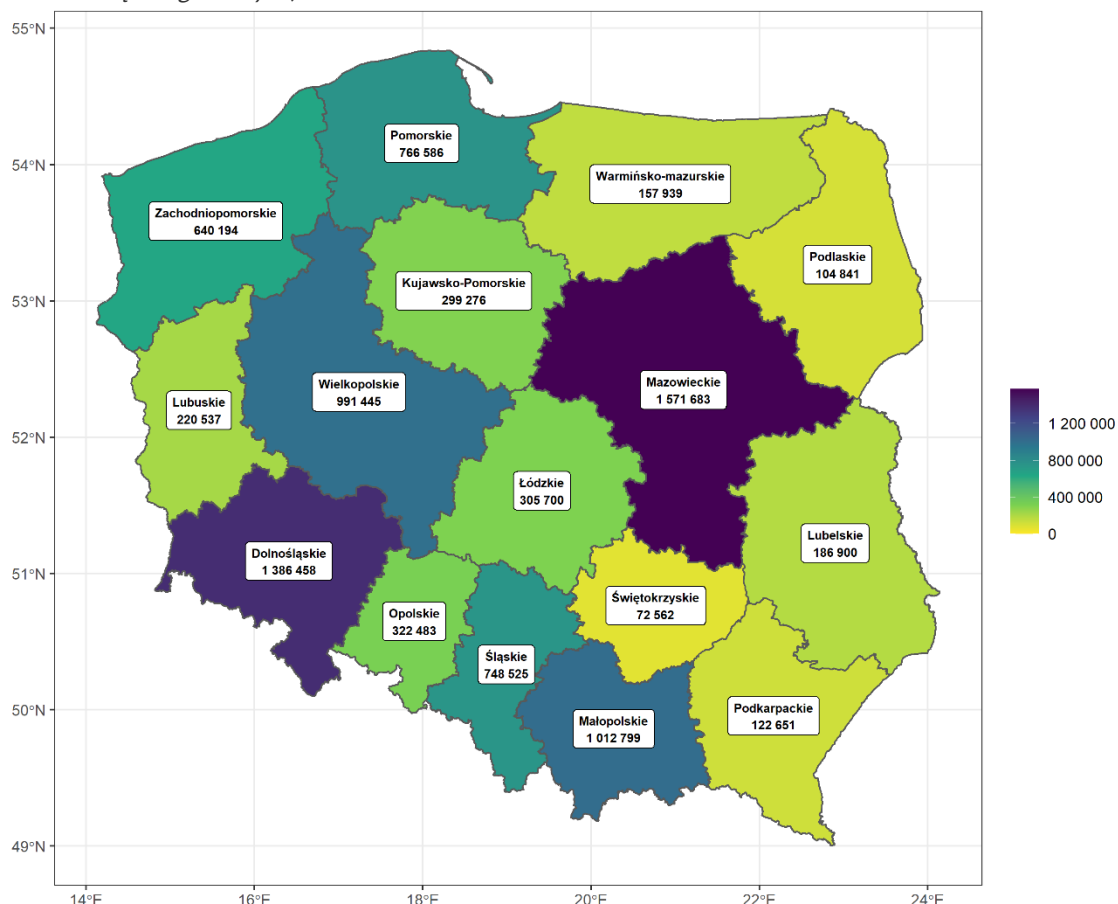 55°N
54°N
53°N
52°N
51°N
50°N
49°N
14°E
16°E
18°E
20°E
22°E
24°E
Pomorskie
766 586
Warmińsko-mazurskie
157 939
Zachodniopomorskie
640 194
Podlaskie
104 841
Kujawsko-Pomorskie
299 276
Mazowieckie
1 571 683
Wielkopolskie
991 445
Lubuskie
220 537
Łódzkie
305 700
Lubelskie
186 900
Dolnośląskie
1 386 458
Świętokrzyskie
72 562
Opolskie
322 483
Śląskie
748 525
Podkarpackie
122 651
Małopolskie
1 012 799
1 200 000
800 000
400 000
0